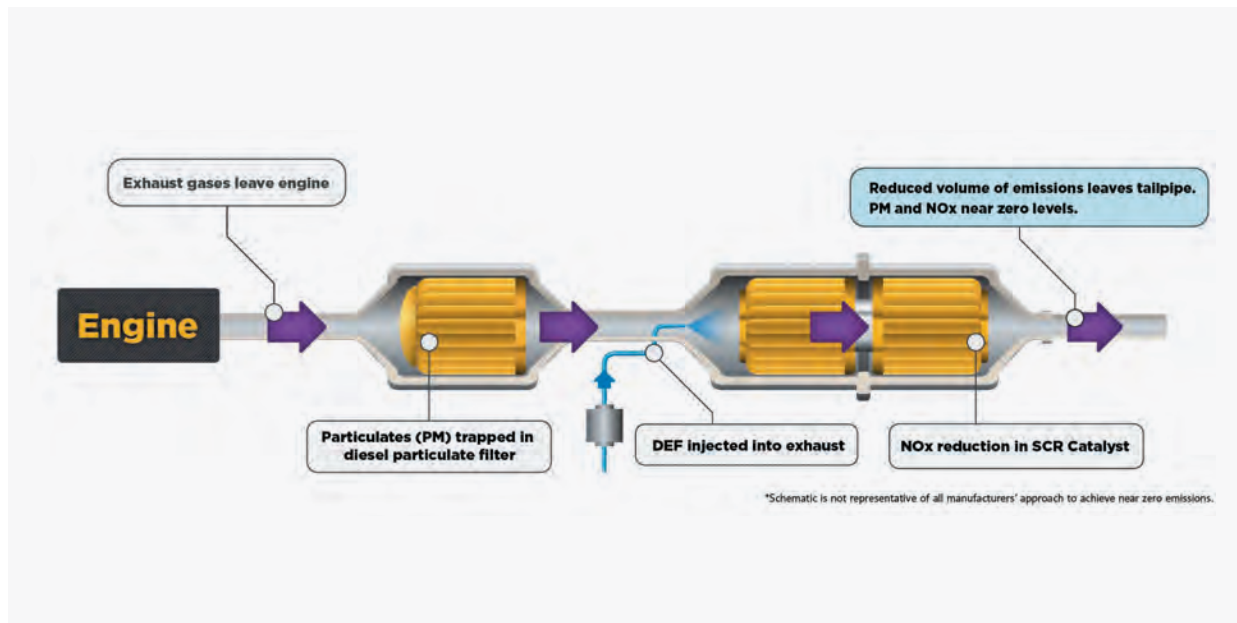 Exhaust gases leave engine
Reduced volume of emissions leaves tailpipe.
PM and NOx near zero levels.
Engine
Particulates (PM) trapped in
diesel particulate filter
DEF injected into exhaust
NOx reduction in SCR Catalyst
*Schematic is not representative of all manufacturers' approach to achieve near zero emissions.